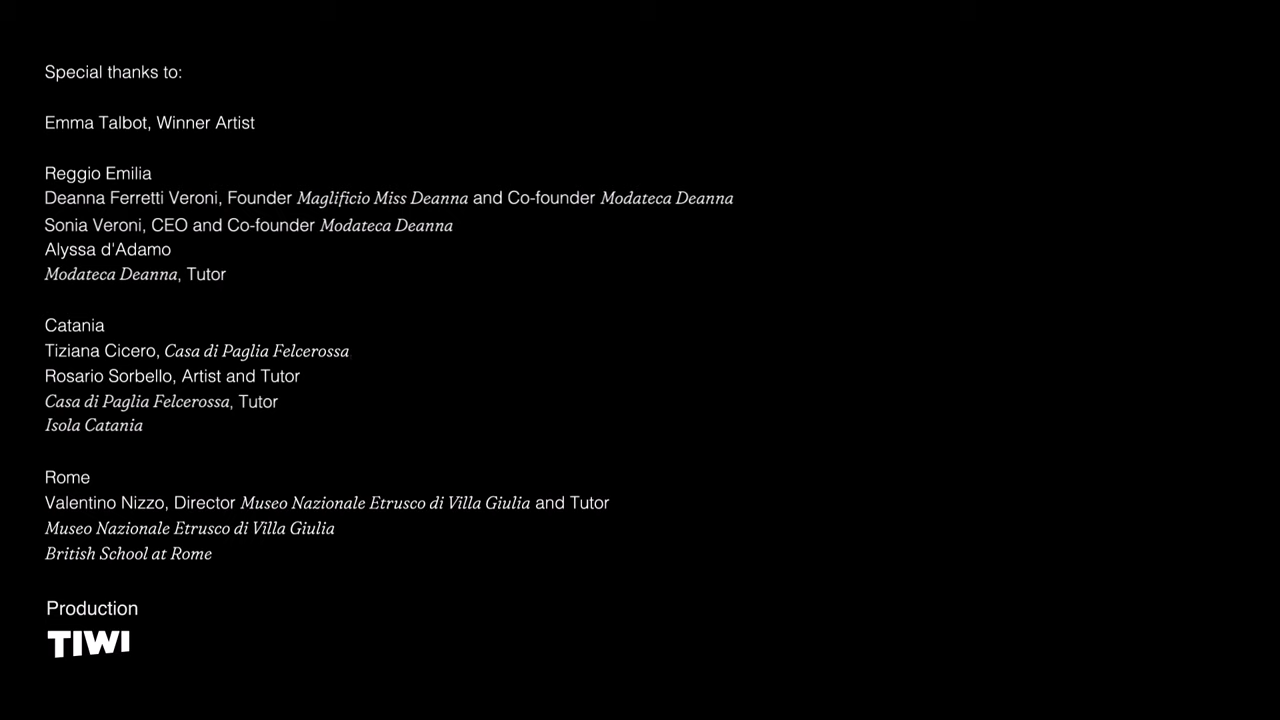 Special thanks to:
Emma Talbot, Winner Artist
Reggio Emilia
Deanna Ferretti Veroni, Founder Maglificio Miss Deanna and Co-founder Modateca Deanna
Sonia Veroni, CEO and Co-founder Modateca Deanna
Alyssa d'Adamo
Modateca Deanna, Tutor
Catania
Tiziana Cicero, Casa di Paglia Felcerossa
Rosario Sorbello, Artist and Tutor
Casa di Paglia Felcerossa, Tutor
Isola Catania
Rome
Valentino Nizzo, Director Museo Nazionale Etrusco di Villa Giulia and Tutor
Museo Nazionale Etrusco di Villa Giulia
British School at Rome
Production
TIWI